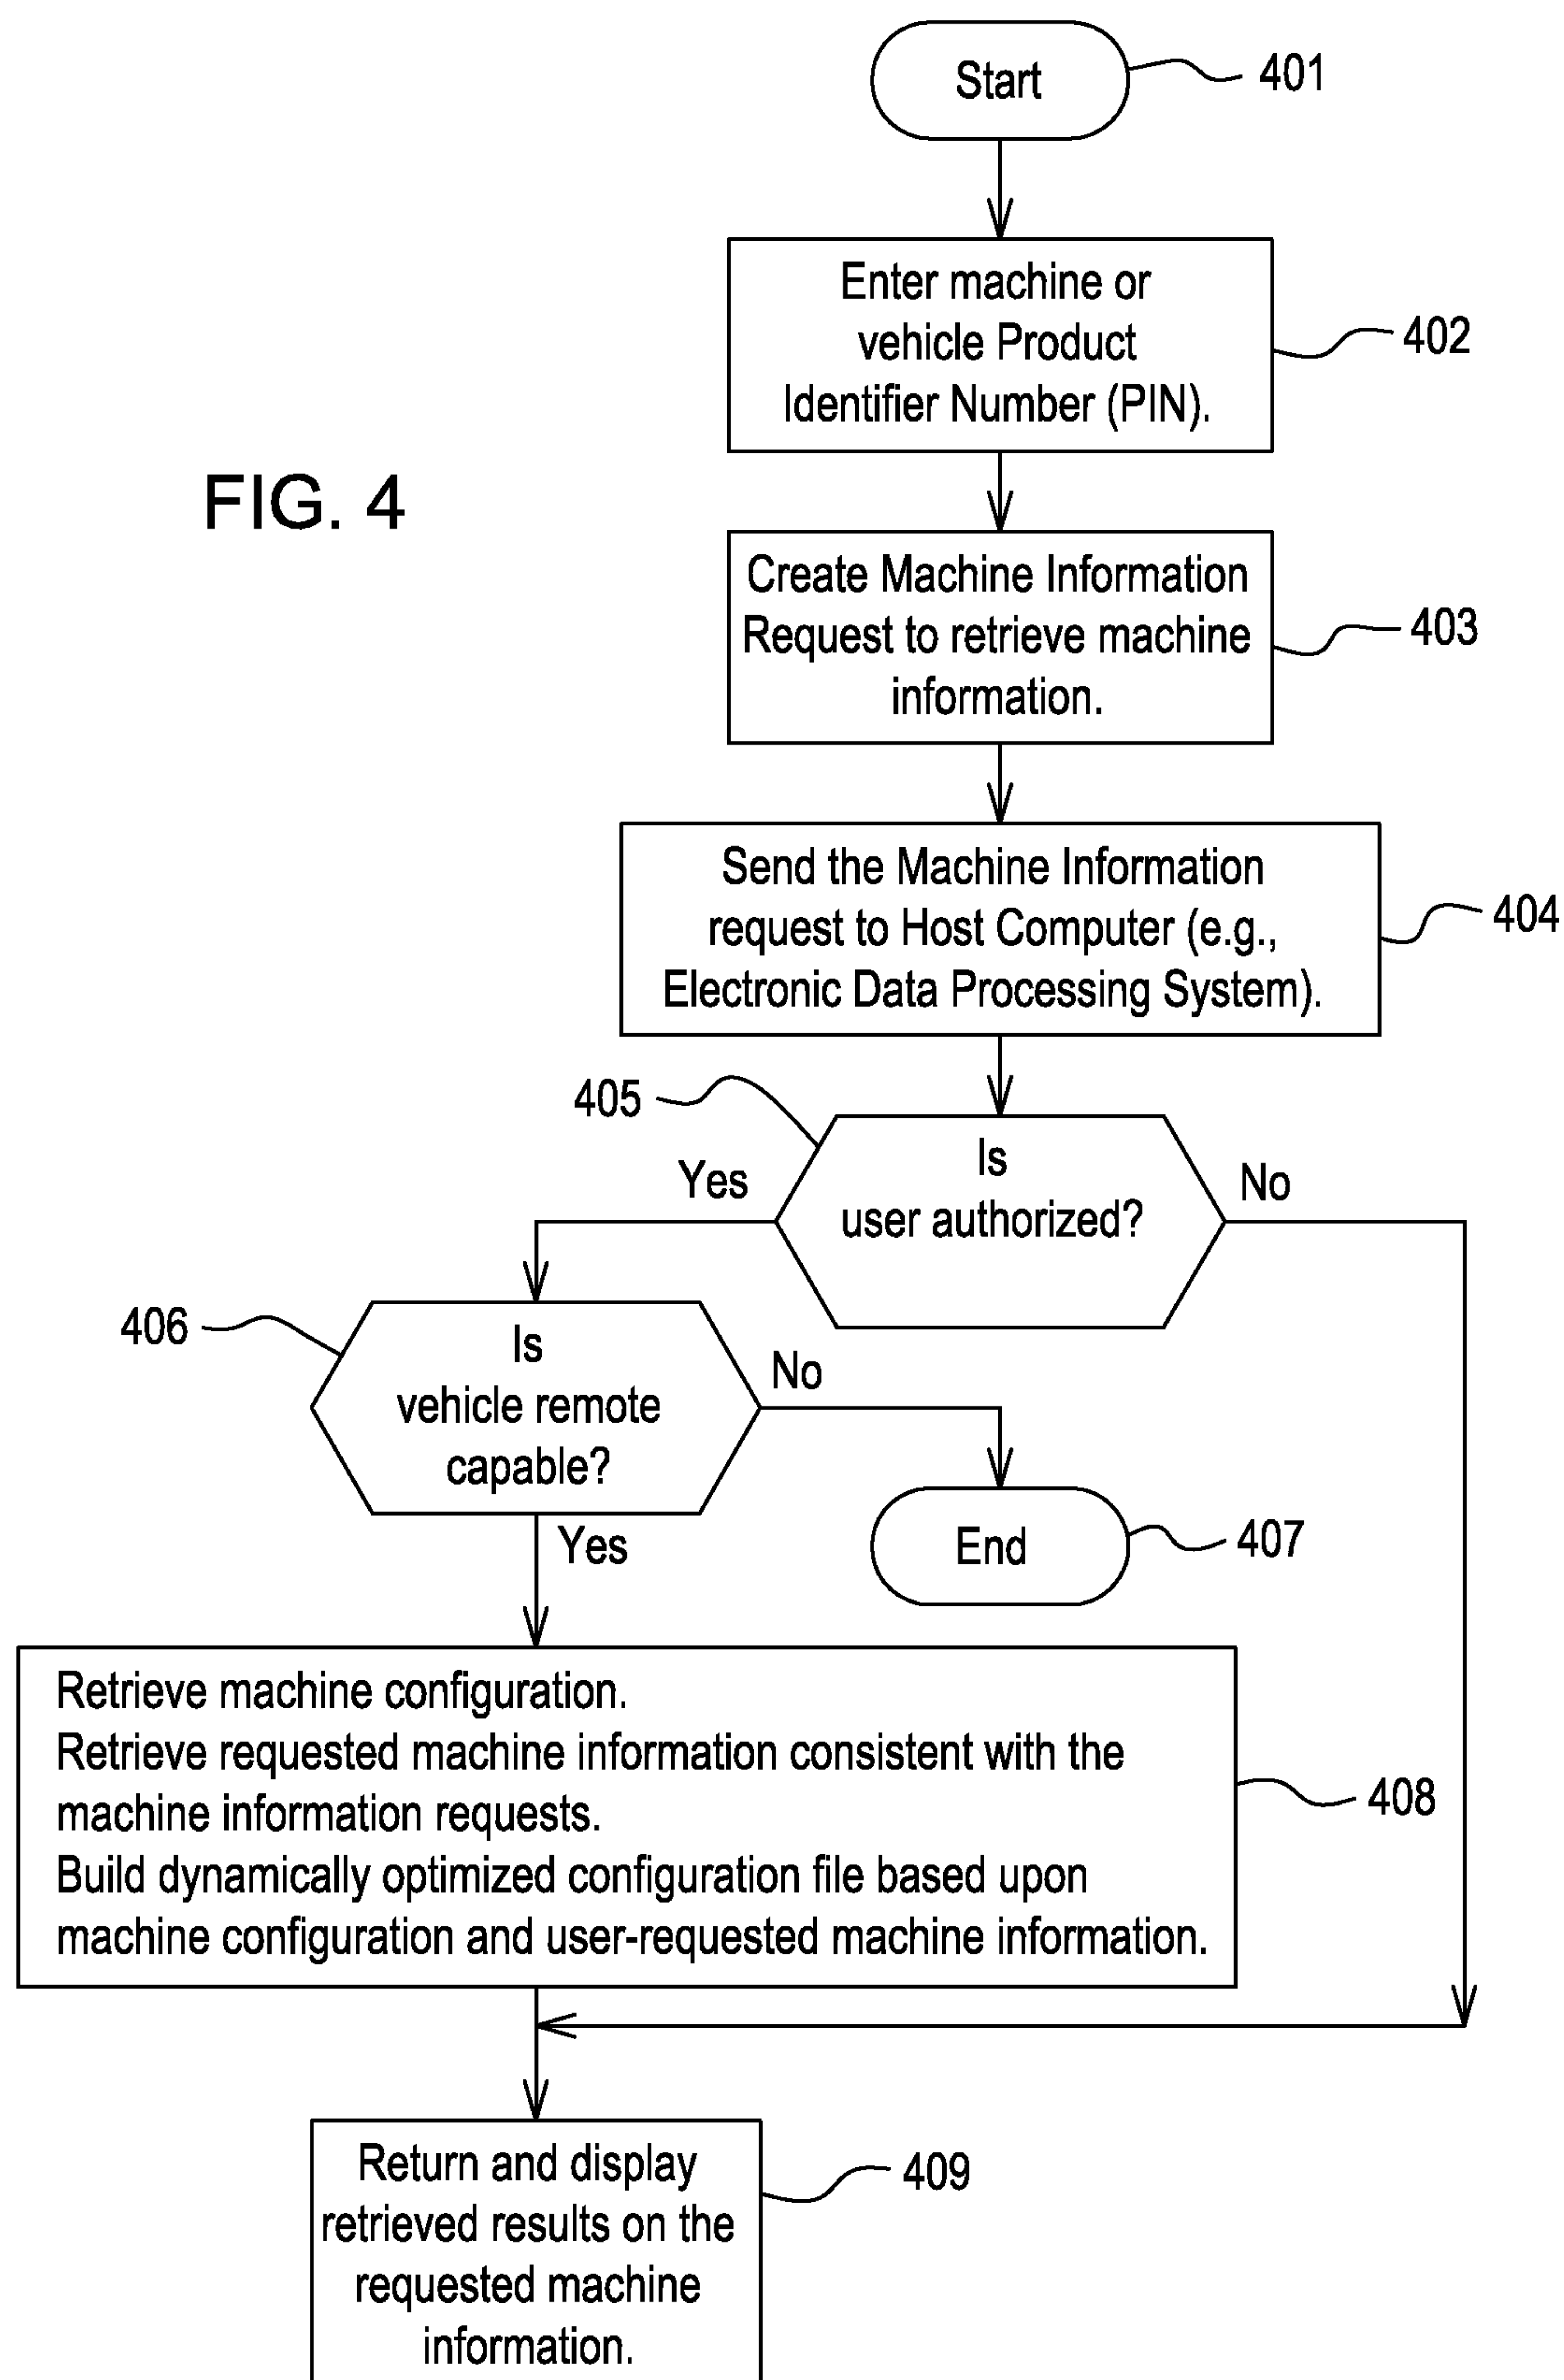 Start
401
Enter machine or
vehicle Product
Identifier Number (PIN).
402
FIG. 4
Create Machine Information
Request to retrieve machine
information.
403
Send the Machine Information
request to Host Computer (e.g.,
Electronic Data Processing System).
404
405
Is
user authorized?
Yes
No
406
Is
vehicle remote
capable?
No
Yes
End
407
Retrieve machine configuration.
Retrieve requested machine information consistent with the
machine information requests.
Build dynamically optimized configuration file based upon
machine configuration and user-requested machine information.
408
Return and display
retrieved results on the
requested machine
information.
409